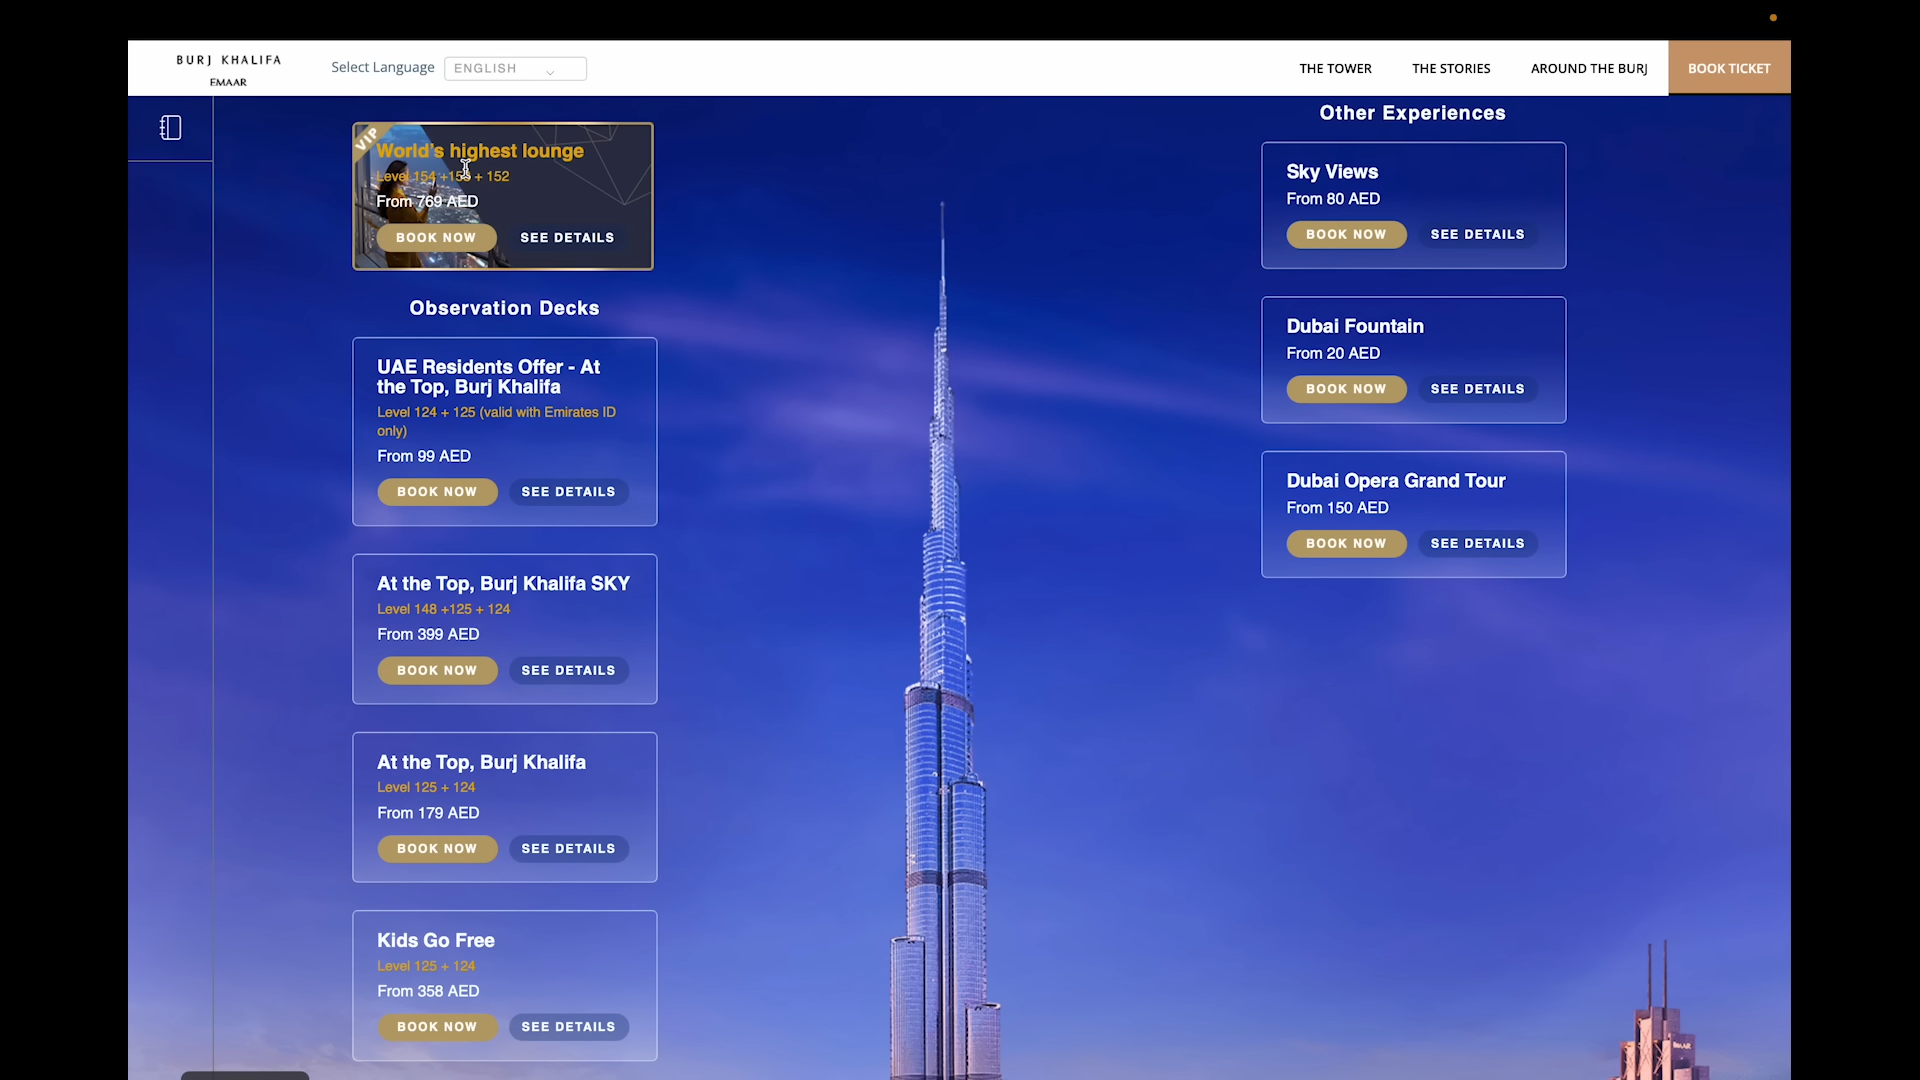 BURJ KHALIFA
EMAAR
Select Language
ENGLISH
THE TOWER
THE STORIES
AROUND THE BURJ
BOOK TICKET
VIP
World's highest lounge
Level 154 +153 + 152
From 769 AED
BOOK NOW
SEE DETAILS
Observation Decks
UAE Residents Offer - At
the Top, Burj Khalifa
Level 124 + 125 (valid with Emirates ID
only)
From 99 AED
BOOK NOW
SEE DETAILS
At the Top, Burj Khalifa SKY
Level 148 +125 + 124
From 399 AED
BOOK NOW
SEE DETAILS
At the Top, Burj Khalifa
Level 125 + 124
From 179 AED
BOOK NOW
SEE DETAILS
Kids Go Free
Level 125 + 124
From 358 AED
BOOK NOW
SEE DETAILS
Other Experiences
Sky Views
From 80 AED
BOOK NOW
SEE DETAILS
Dubai Fountain
From 20 AED
BOOK NOW
SEE DETAILS
Dubai Opera Grand Tour
From 150 AED
BOOK NOW
SEE DETAILS